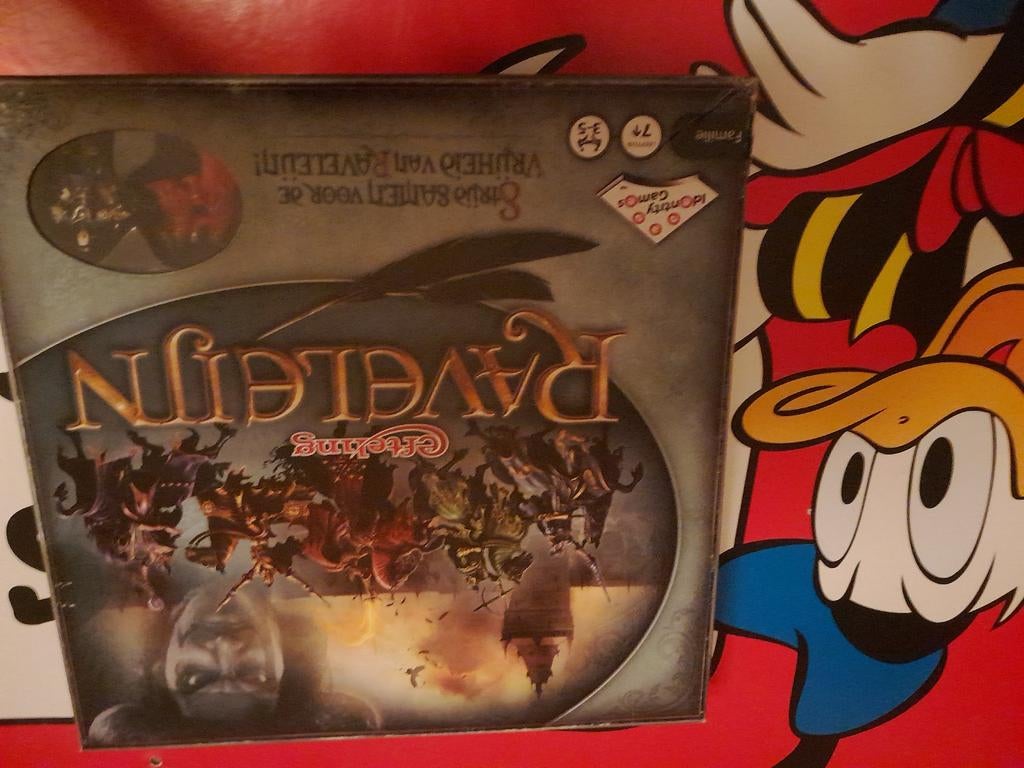 Efteling
RAVELEIJN
Strijd samen voor de
vrijheid van Raveleijn!
Identity
Games
Familie
7+
3-5